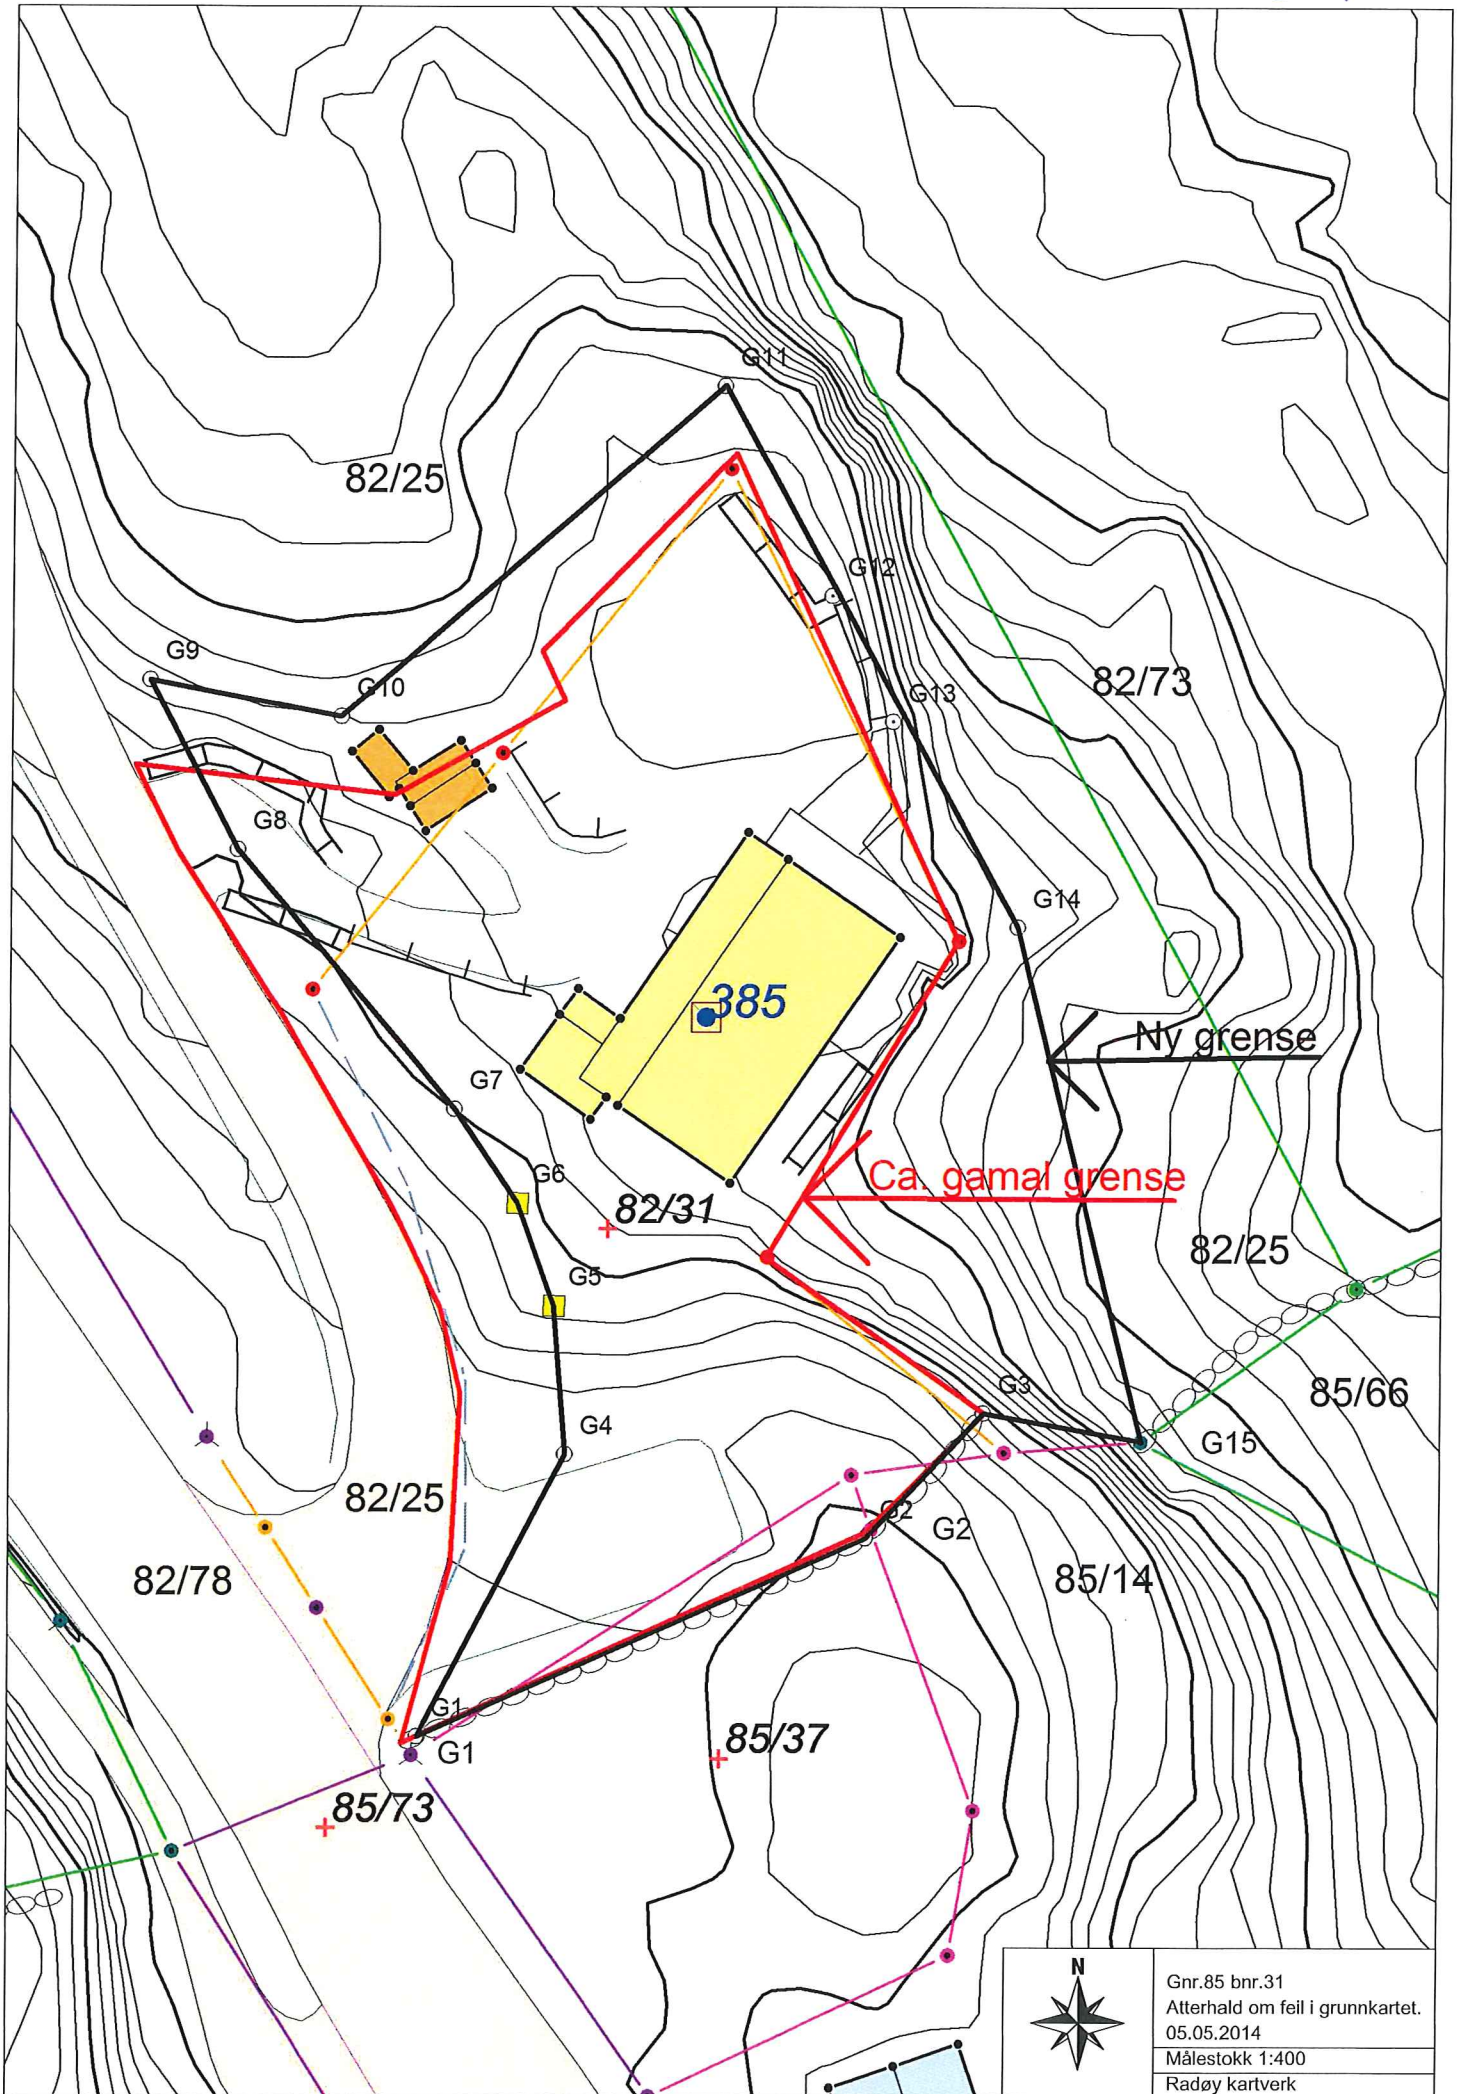 G11
82/25
G12
G9
82/73
G10
G13
G8
G14
385
Ny grense
G7
G6
Ca. gamal grense
82/31
82/25
G5
G3
85/66
G4
G15
82/25
G2
G2
82/78
85/14
G1
85/37
G1
85/73
N
Gnr.85 bnr.31
Atterhald om feil i grunnkartet.
05.05.2014
Målestokk 1:400
Radøy kartverk